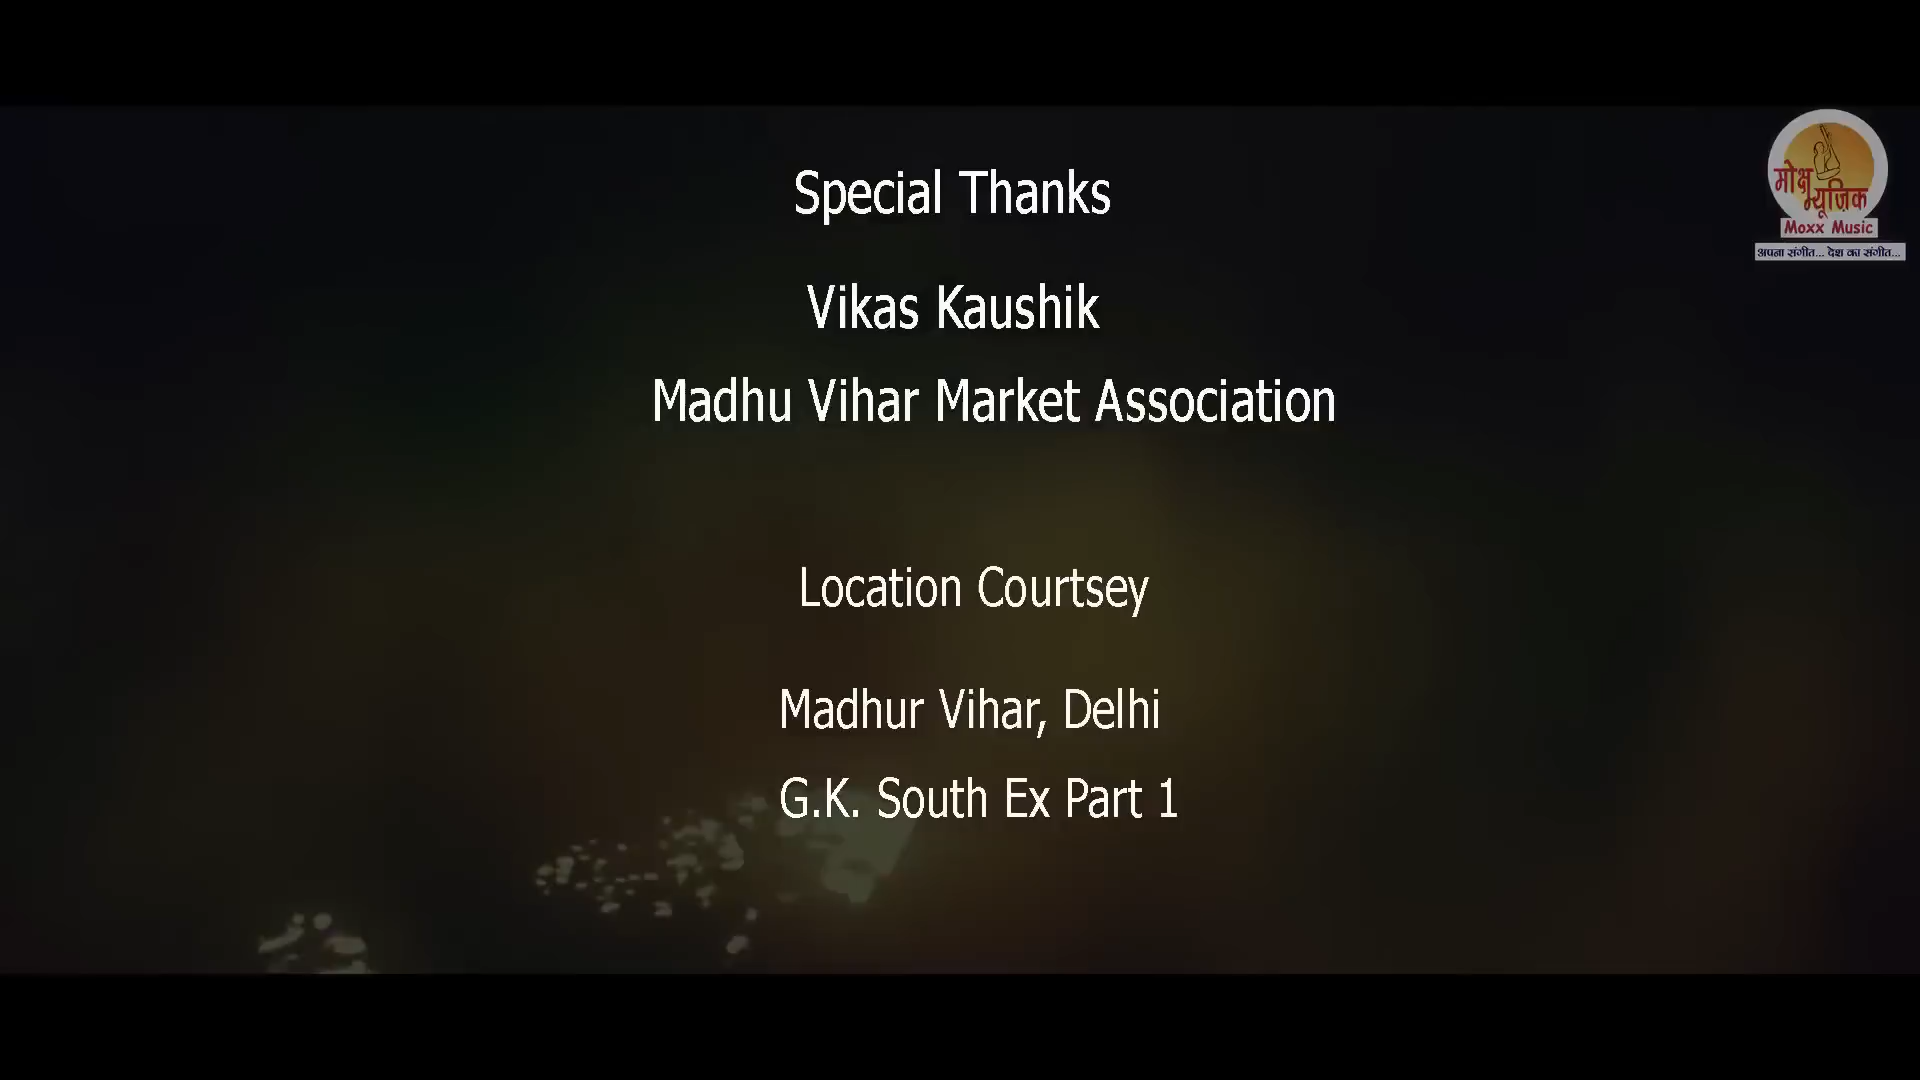 Special Thanks
मोक्ष
म्यूज़िक
Moxx Music
अपना संगीत... देश का संगीत...
Vikas Kaushik
Madhu Vihar Market Association
Location Courtsey
Madhur Vihar, Delhi
G.K. South Ex Part 1